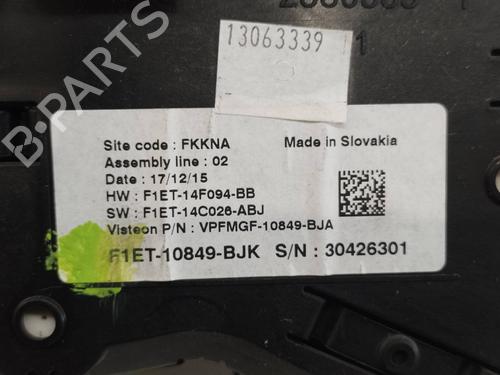 13063339
1
Site code : FKKNA
Made in Slovakia
Assembly line : 02
Date : 17/12/15
HW : F1ET-14F094-BB
SW : F1ET-14C026-ABJ
Visteon P/N : VPFMGF-10849-BJA
F1ET-10849-BJK S/N : 30426301
B-PARTS